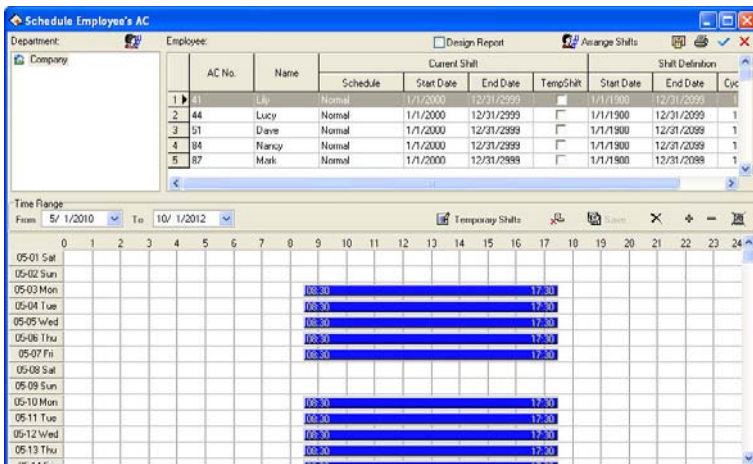 Schedule Employee's AC
Department: Employee: Design Report Arrange Shifts
Company
Current Shift Shift Definition
AC No. Name Schedule Start Date End Date TempShift Start Date End Date Cyc
1 41 Lily Normal 1/1/2000 12/31/2999 1/1/1900 12/31/2099 1
2 44 Lucy Normal 1/1/2000 12/31/2999 1/1/1900 12/31/2099 1
3 51 Dave Normal 1/1/2000 12/31/2999 1/1/1900 12/31/2099 1
4 84 Nancy Normal 1/1/2000 12/31/2999 1/1/1900 12/31/2099 1
5 87 Mark Normal 1/1/2000 12/31/2999 1/1/1900 12/31/2099 1
Time Range
From 5/ 1/2010 To 10/ 1/2012 Temporary Shifts Save
0 1 2 3 4 5 6 7 8 9 10 11 12 13 14 15 16 17 18 19 20 21 22 23 24
05-01 Sat
05-02 Sun
05-03 Mon 08:30 17:30
05-04 Tue 08:30 17:30
05-05 Wed 08:30 17:30
05-06 Thu 08:30 17:30
05-07 Fri 08:30 17:30
05-08 Sat
05-09 Sun
05-10 Mon 08:30 17:30
05-11 Tue 08:30 17:30
05-12 Wed 08:30 17:30
05-13 Thu 08:30 17:30